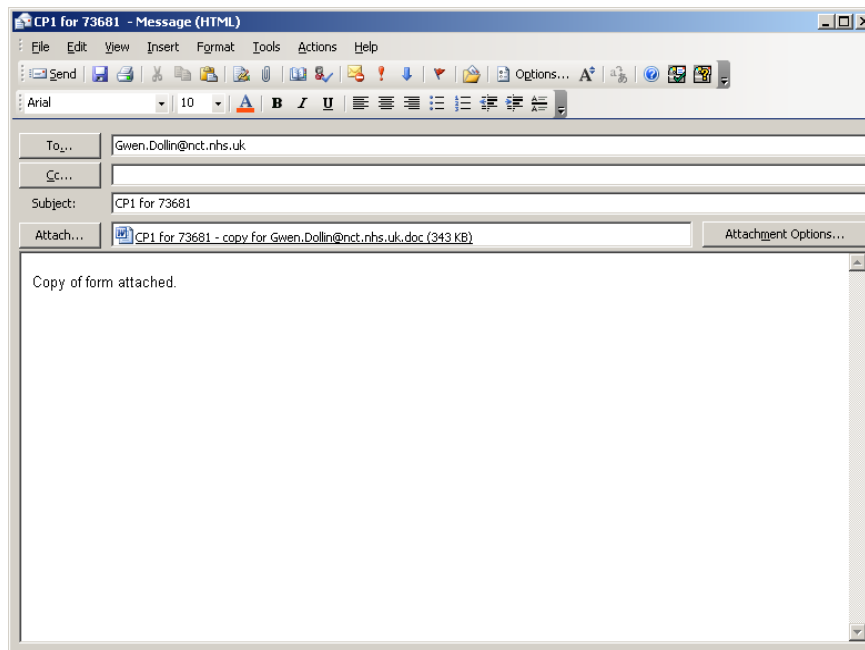 CP1 for 73681 - Message (HTML)
File Edit View Insert Format Tools Actions Help
Send Options...
Arial 10 A B I U
To...
Gwen.Dollin@nct.nhs.uk
Cc...
Subject: CP1 for 73681
Attach... CP1 for 73681 - copy for Gwen.Dollin@nct.nhs.uk.doc (343 KB) Attachment Options...
Copy of form attached.